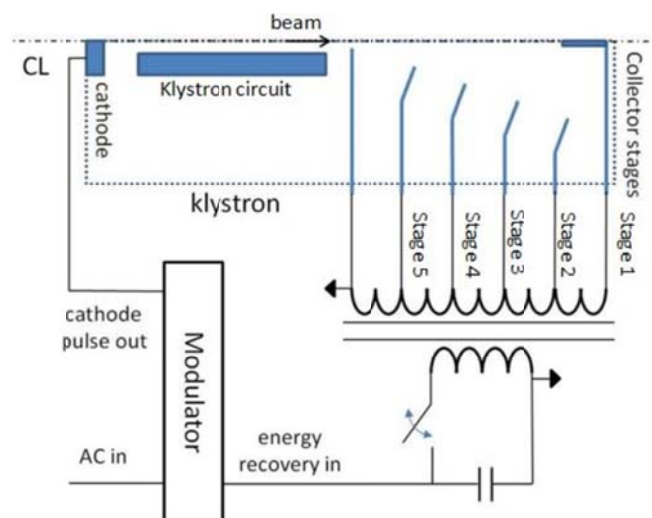 beam
CL
cathode
Klystron circuit
Collector stages
klystron
Stage 5
Stage 4
Stage 3
Stage 2
Stage 1
cathode
pulse out
Modulator
AC in
energy
recovery in